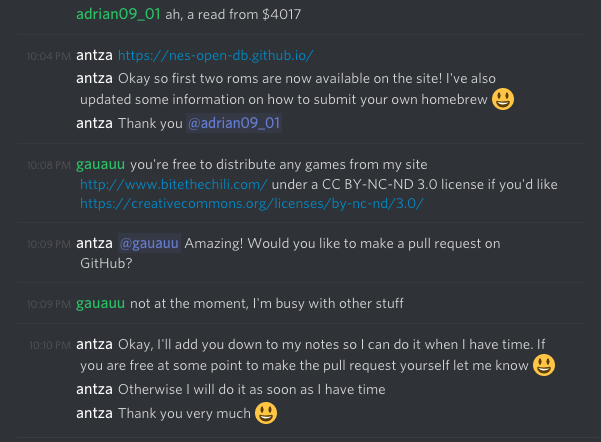 adrian09_01 ah, a read from $4017
10:04 PM antza https://nes-open-db.github.io/
antza Okay so first two roms are now available on the site! I've also
updated some information on how to submit your own homebrew 😃
antza Thank you @adrian09_01
10:08 PM gauauu you're free to distribute any games from my site
http://www.bitethechili.com/ under a CC BY-NC-ND 3.0 license if you'd like
https://creativecommons.org/licenses/by-nc-nd/3.0/
10:09 PM antza @gauauu Amazing! Would you like to make a pull request on
GitHub?
10:09 PM gauauu not at the moment, I'm busy with other stuff
10:10 PM antza Okay, I'll add you down to my notes so I can do it when I have time. If
you are free at some point to make the pull request yourself let me know 😃
antza Otherwise I will do it as soon as I have time
antza Thank you very much 😃